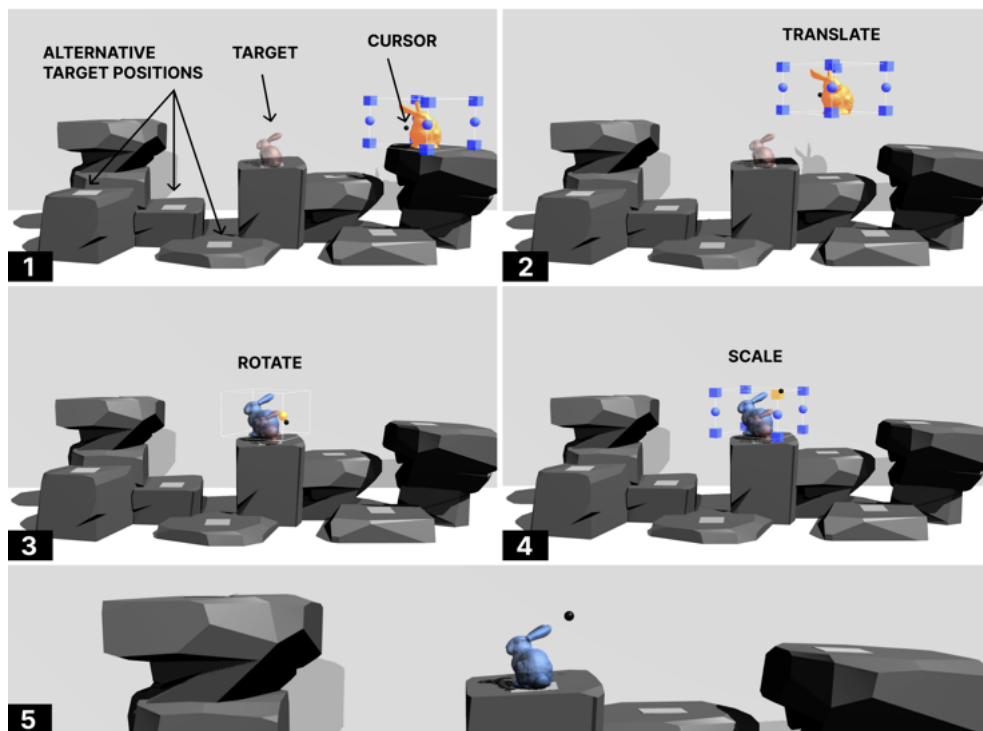 ALTERNATIVE
TARGET POSITIONS
TARGET
CURSOR
1
TRANSLATE
2
ROTATE
3
SCALE
4
5